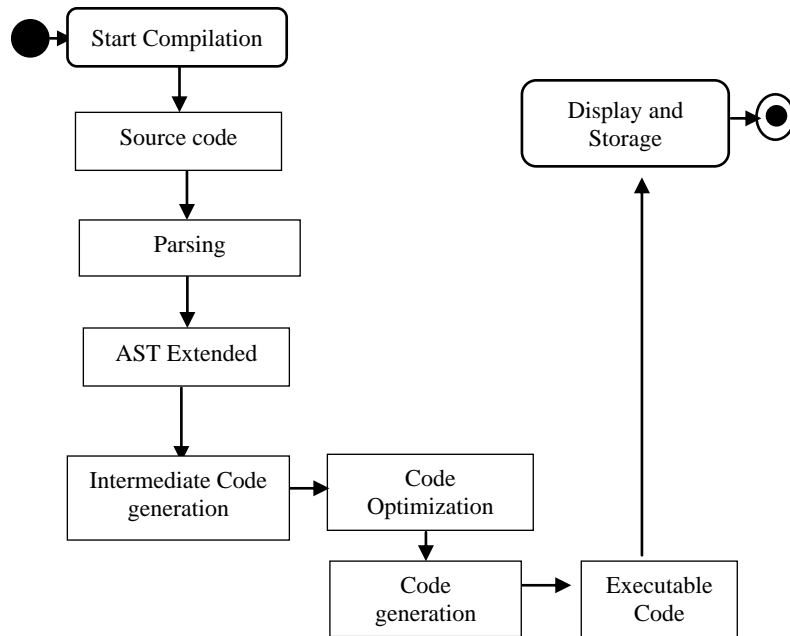 Start Compilation
Source code
Parsing
AST Extended
Intermediate Code
generation
Code
Optimization
Code
generation
Executable
Code
Display and
Storage